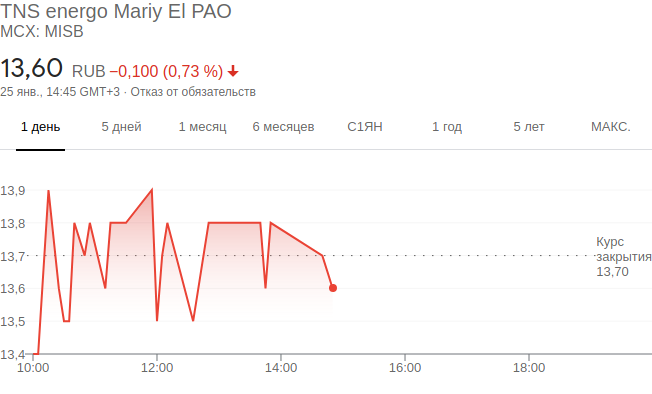 TNS energo Mariy El PAO
MCX: MISB
13,60 RUB −0,100 (0,73 %)
25 янв., 14:45 GMT+3 · Отказ от обязательств
1 день 5 дней 1 месяц 6 месяцев С1ЯН 1 год 5 лет МАКС.
13,9
13,8
13,7
13,6
13,5
13,4
Курс
закрытия
13,70
10:00 12:00 14:00 16:00 18:00